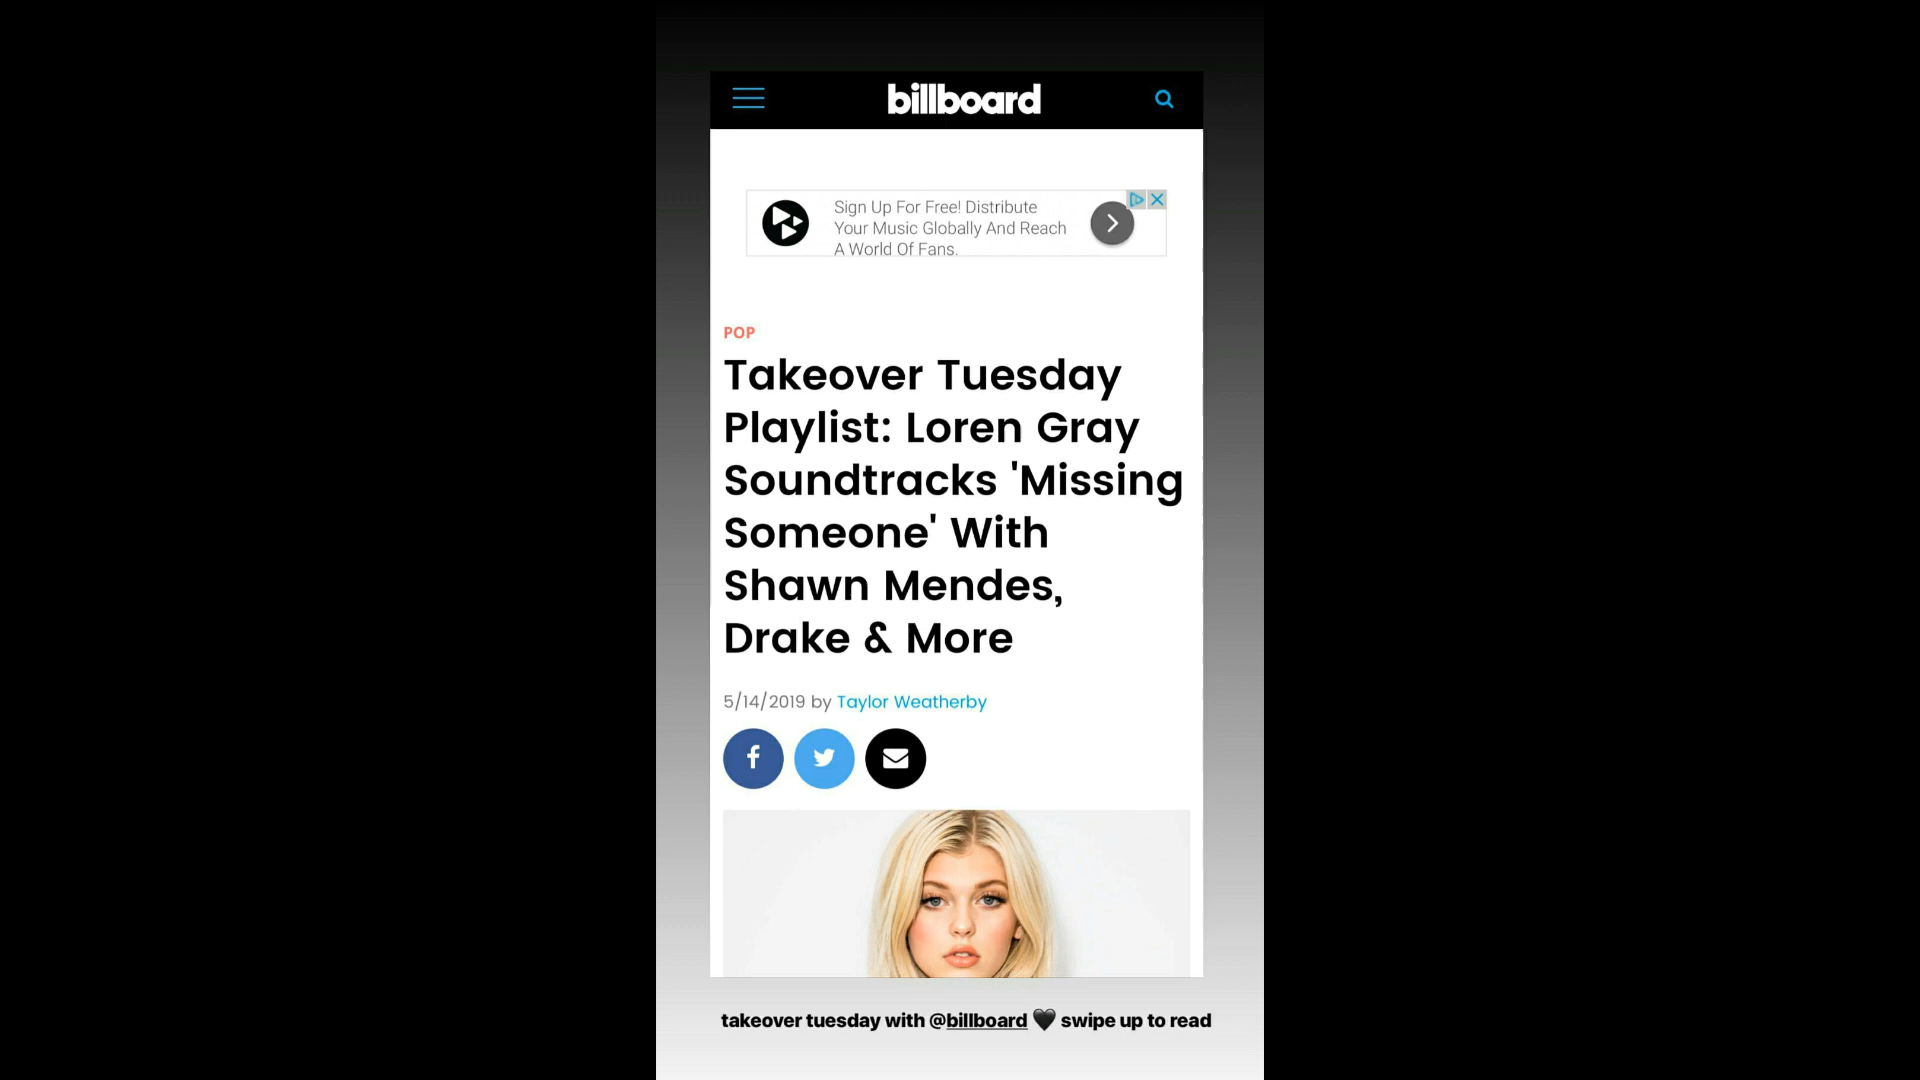 billboard
Sign Up For Free! Distribute
Your Music Globally And Reach
A World Of Fans.
POP
Takeover Tuesday
Playlist: Loren Gray
Soundtracks 'Missing
Someone' With
Shawn Mendes,
Drake & More
5/14/2019 by Taylor Weatherby
takeover tuesday with @billboard 🖤 swipe up to read